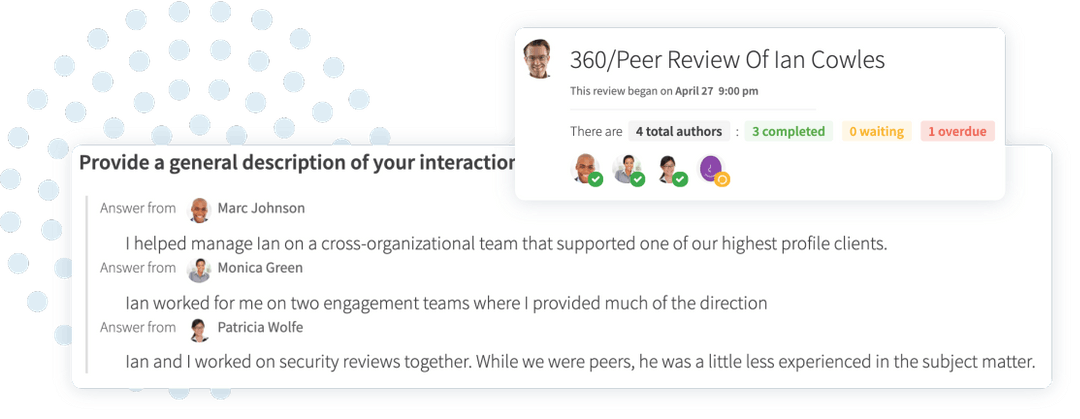 360/Peer Review Of Ian Cowles
This review began on April 27 9:00 pm
There are 4 total authors : 3 completed 0 waiting 1 overdue
Provide a general description of your interaction
Answer from Marc Johnson
I helped manage Ian on a cross-organizational team that supported one of our highest profile clients.
Answer from Monica Green
Ian worked for me on two engagement teams where I provided much of the direction
Answer from Patricia Wolfe
Ian and I worked on security reviews together. While we were peers, he was a little less experienced in the subject matter.